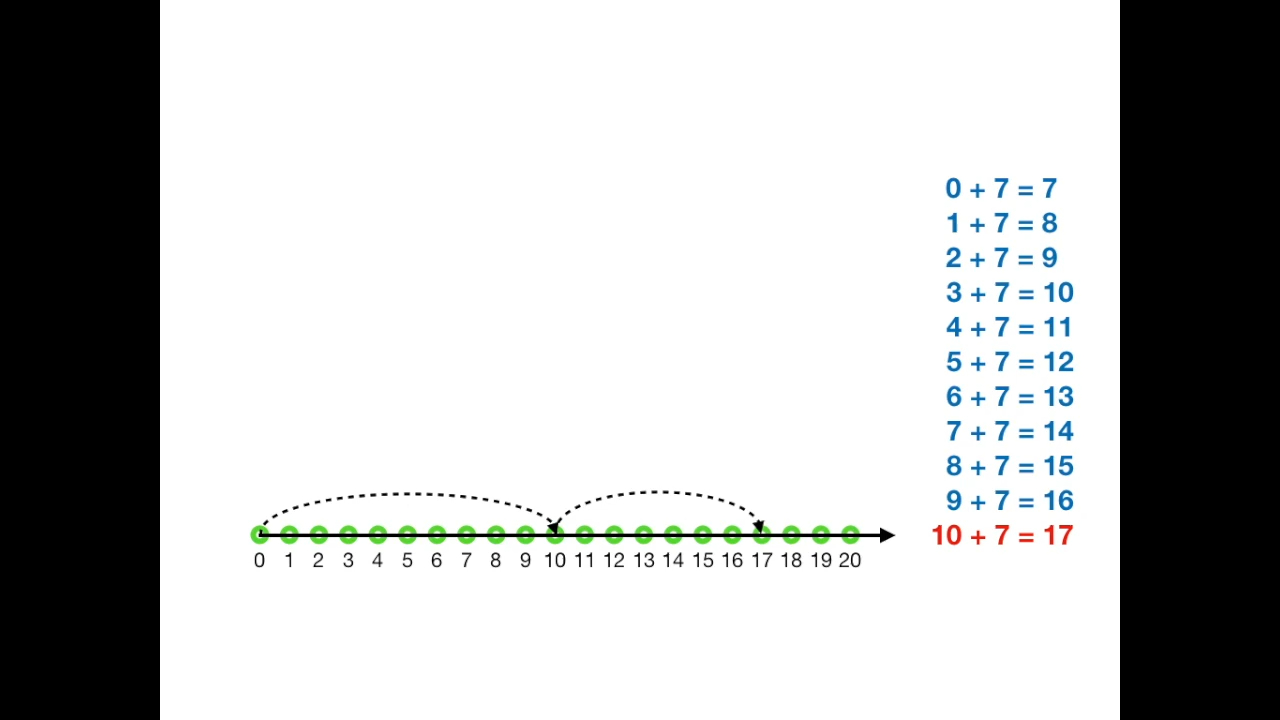 0 + 7 = 7
1 + 7 = 8
2 + 7 = 9
3 + 7 = 10
4 + 7 = 11
5 + 7 = 12
6 + 7 = 13
7 + 7 = 14
8 + 7 = 15
9 + 7 = 16
10 + 7 = 17
0 1 2 3 4 5 6 7 8 9 10 11 12 13 14 15 16 17 18 19 20